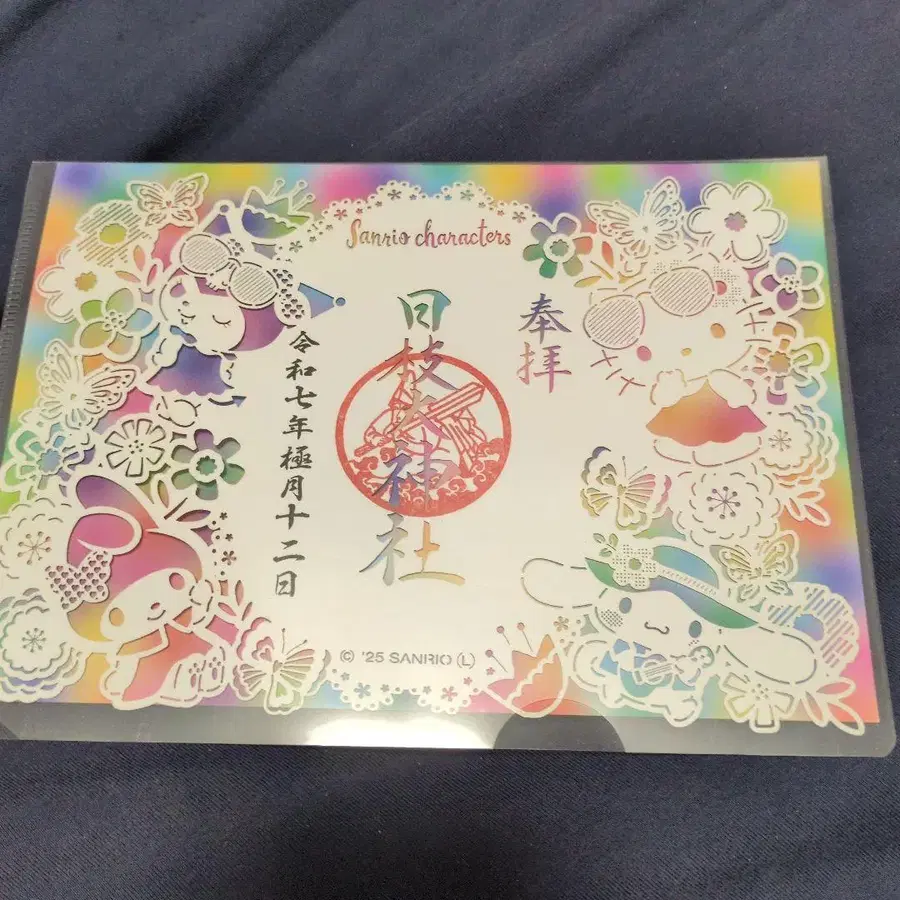 Sanrio characters
奉拝
日枝大神社
令和七年極月十二日
© '25 SANRIO (L)